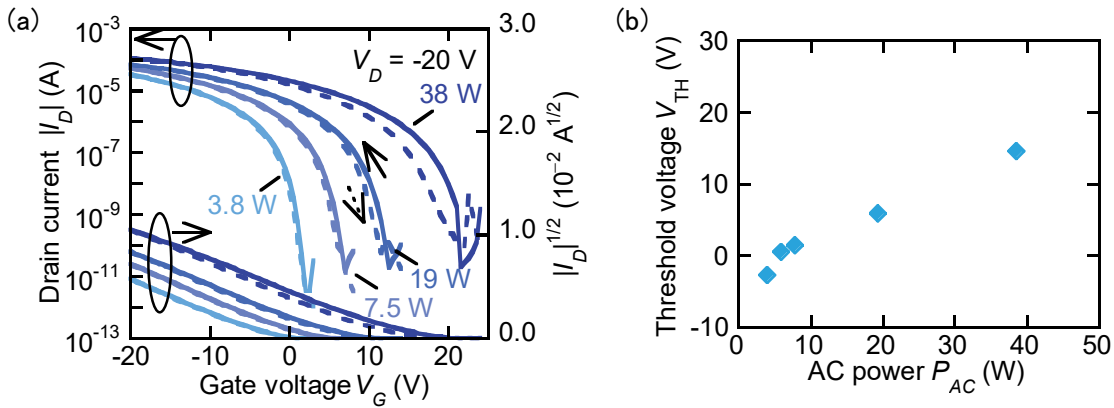 (a)
10⁻³
10⁻⁵
10⁻⁷
10⁻⁹
10⁻¹¹
10⁻¹³
Drain current |I_D| (A)
-20
-10
0
10
20
Gate voltage V_G (V)
3.0
2.0
1.0
0.0
|I_D|^{1/2} (10⁻² A^{1/2})
V_D = -20 V
38 W
3.8 W
19 W
7.5 W
(b)
30
20
10
0
-10
Threshold voltage V_TH (V)
0
10
20
30
40
50
AC power P_AC (W)